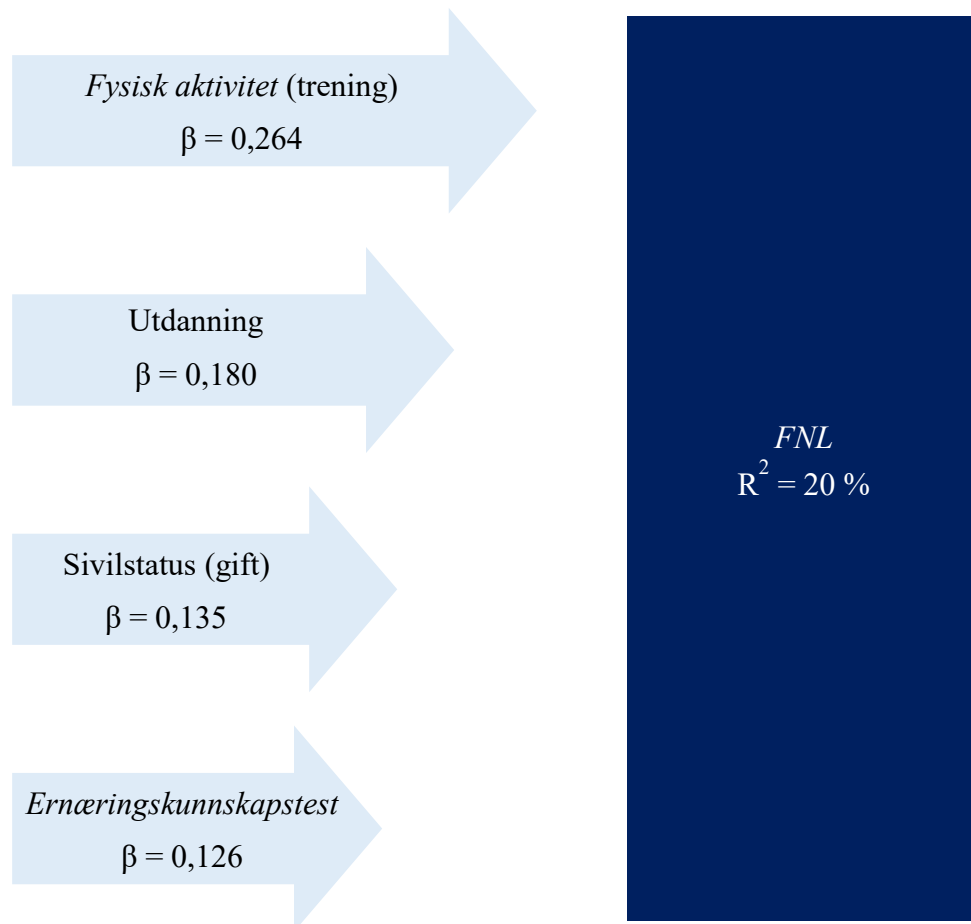 Fysisk aktivitet (trening)
β = 0,264
Utdanning
β = 0,180
Sivilstatus (gift)
β = 0,135
Ernæringskunnskapstest
β = 0,126
FNL
R² = 20 %